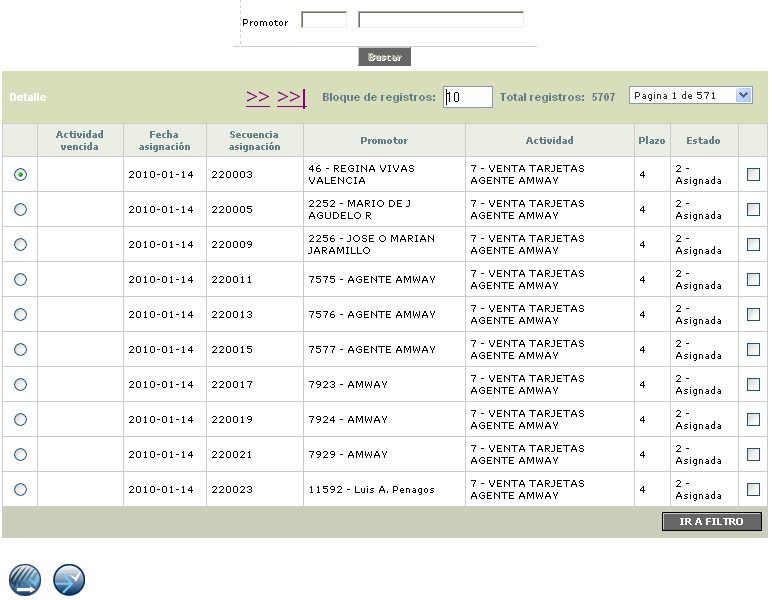 Promotor
Buscar
Detalle >> >>| Bloque de registros: 10 Total registros: 5707 Pagina 1 de 571
Actividad vencida Fecha asignación Secuencia asignación Promotor Actividad Plazo Estado
2010-01-14 220003 46 - REGINA VIVAS VALENCIA 7 - VENTA TARJETAS AGENTE AMWAY 4 2 - Asignada
2010-01-14 220005 2252 - MARIO DE J AGUDELO R 7 - VENTA TARJETAS AGENTE AMWAY 4 2 - Asignada
2010-01-14 220009 2256 - JOSE O MARIAN JARAMILLO 7 - VENTA TARJETAS AGENTE AMWAY 4 2 - Asignada
2010-01-14 220011 7575 - AGENTE AMWAY 7 - VENTA TARJETAS AGENTE AMWAY 4 2 - Asignada
2010-01-14 220013 7576 - AGENTE AMWAY 7 - VENTA TARJETAS AGENTE AMWAY 4 2 - Asignada
2010-01-14 220015 7577 - AGENTE AMWAY 7 - VENTA TARJETAS AGENTE AMWAY 4 2 - Asignada
2010-01-14 220017 7923 - AMWAY 7 - VENTA TARJETAS AGENTE AMWAY 4 2 - Asignada
2010-01-14 220019 7924 - AMWAY 7 - VENTA TARJETAS AGENTE AMWAY 4 2 - Asignada
2010-01-14 220021 7929 - AMWAY 7 - VENTA TARJETAS AGENTE AMWAY 4 2 - Asignada
2010-01-14 220023 11592 - Luis A. Penagos 7 - VENTA TARJETAS AGENTE AMWAY 4 2 - Asignada
IR A FILTRO